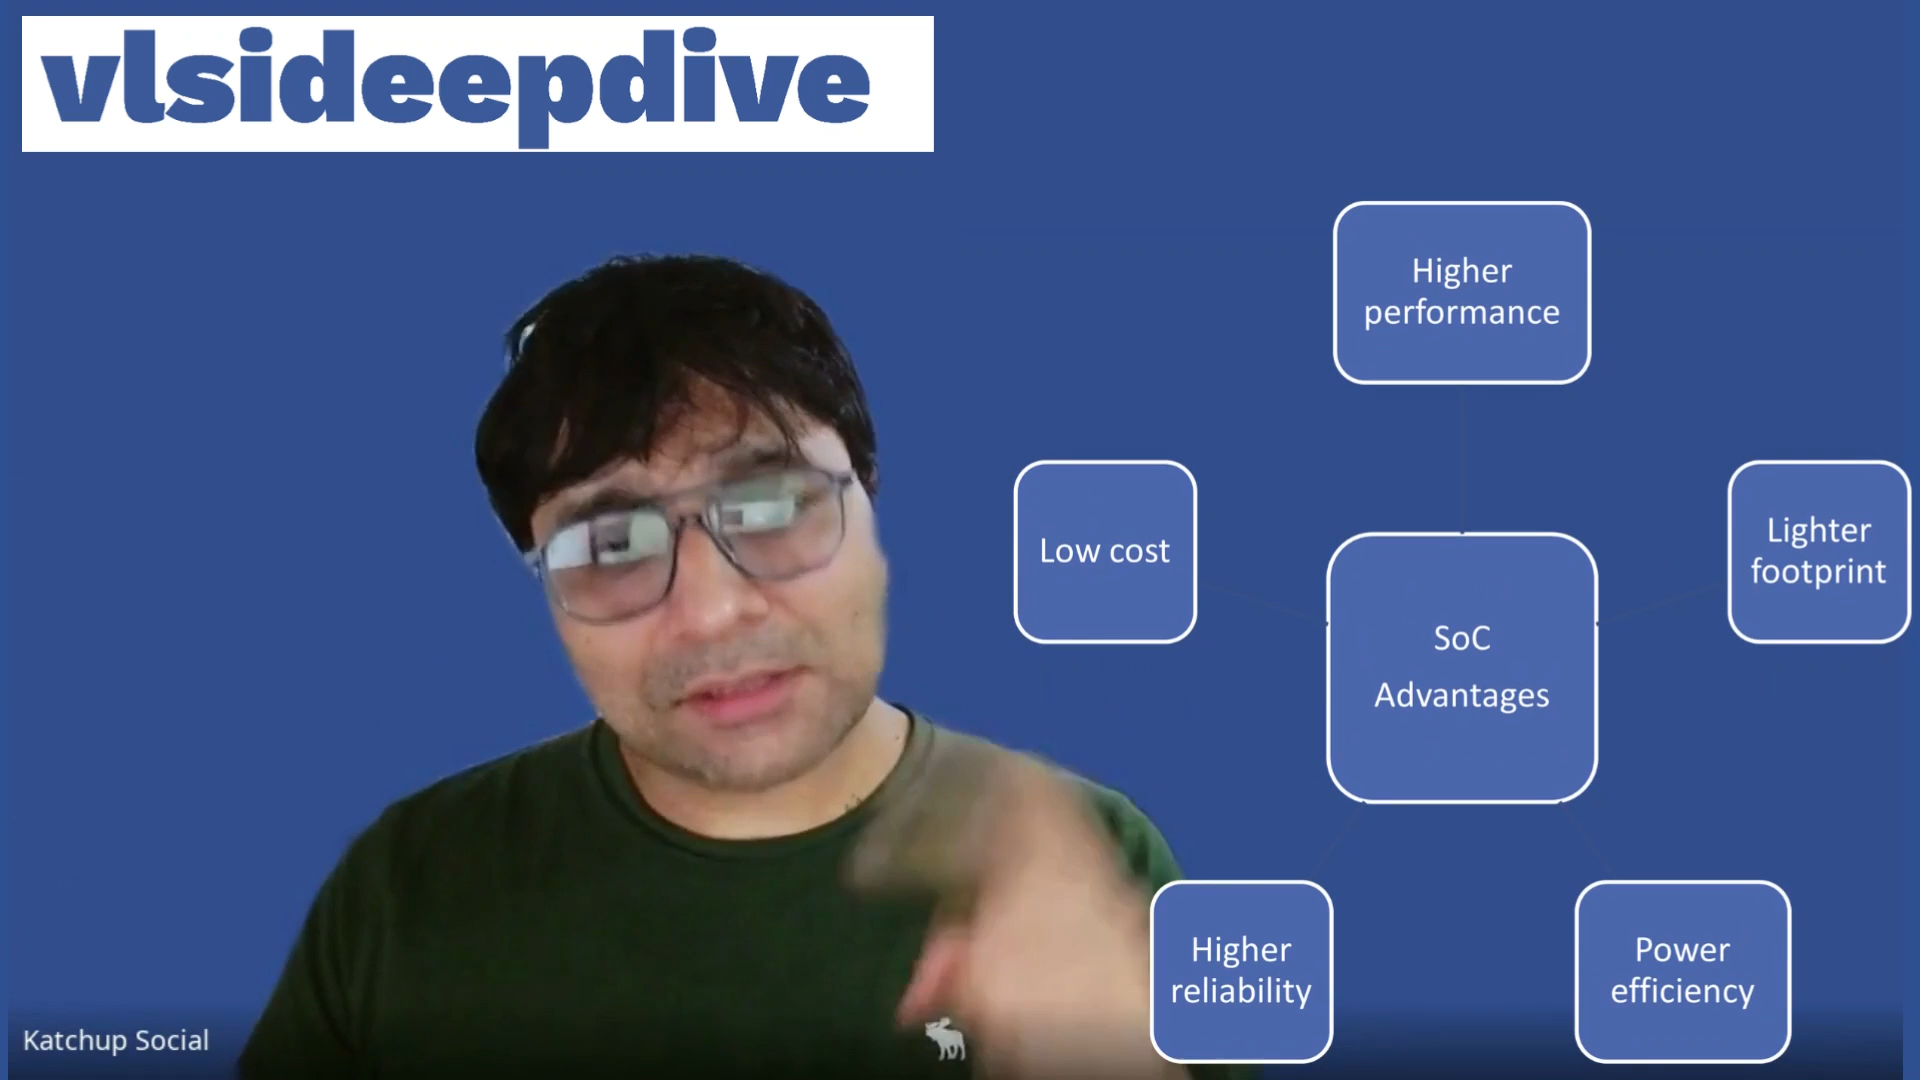 vlsideepdive
Higher
performance
Low cost
Lighter
footprint
SoC
Advantages
Higher
reliability
Power
efficiency
Katchup Social